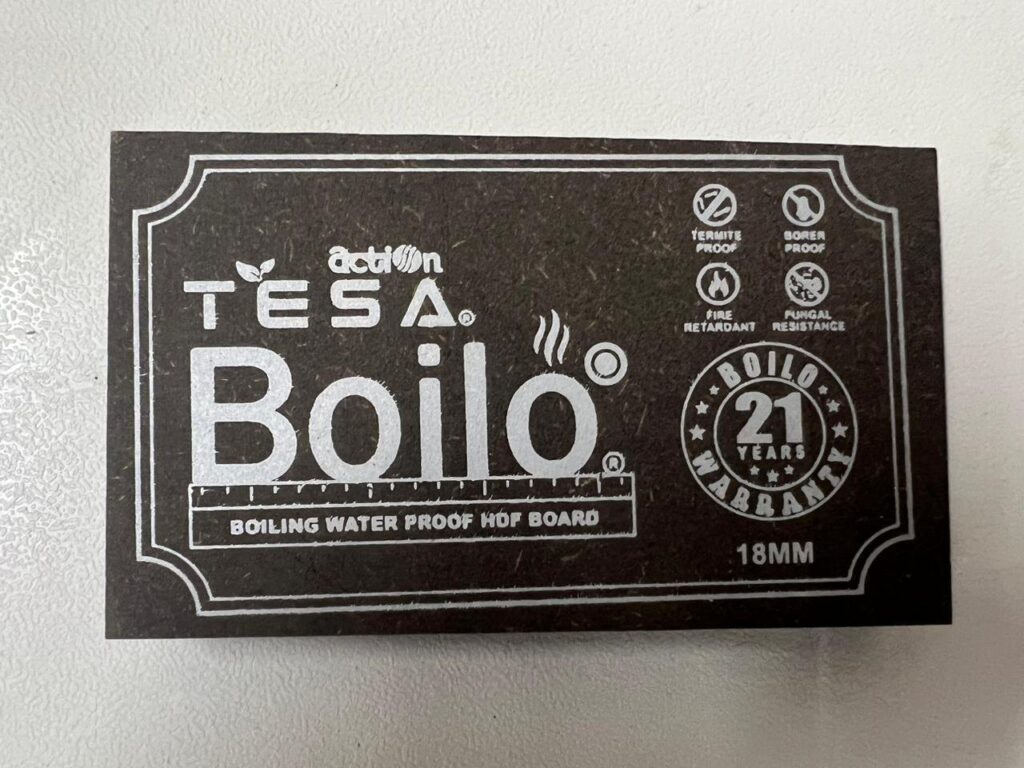 action
TESA®
Boilo®
BOILING WATER PROOF HDF BOARD
TERMITE
PROOF
BORER
PROOF
FIRE
RETARDANT
FUNGAL
RESISTANCE
BOILO
21
YEARS
WARRANTY
18MM